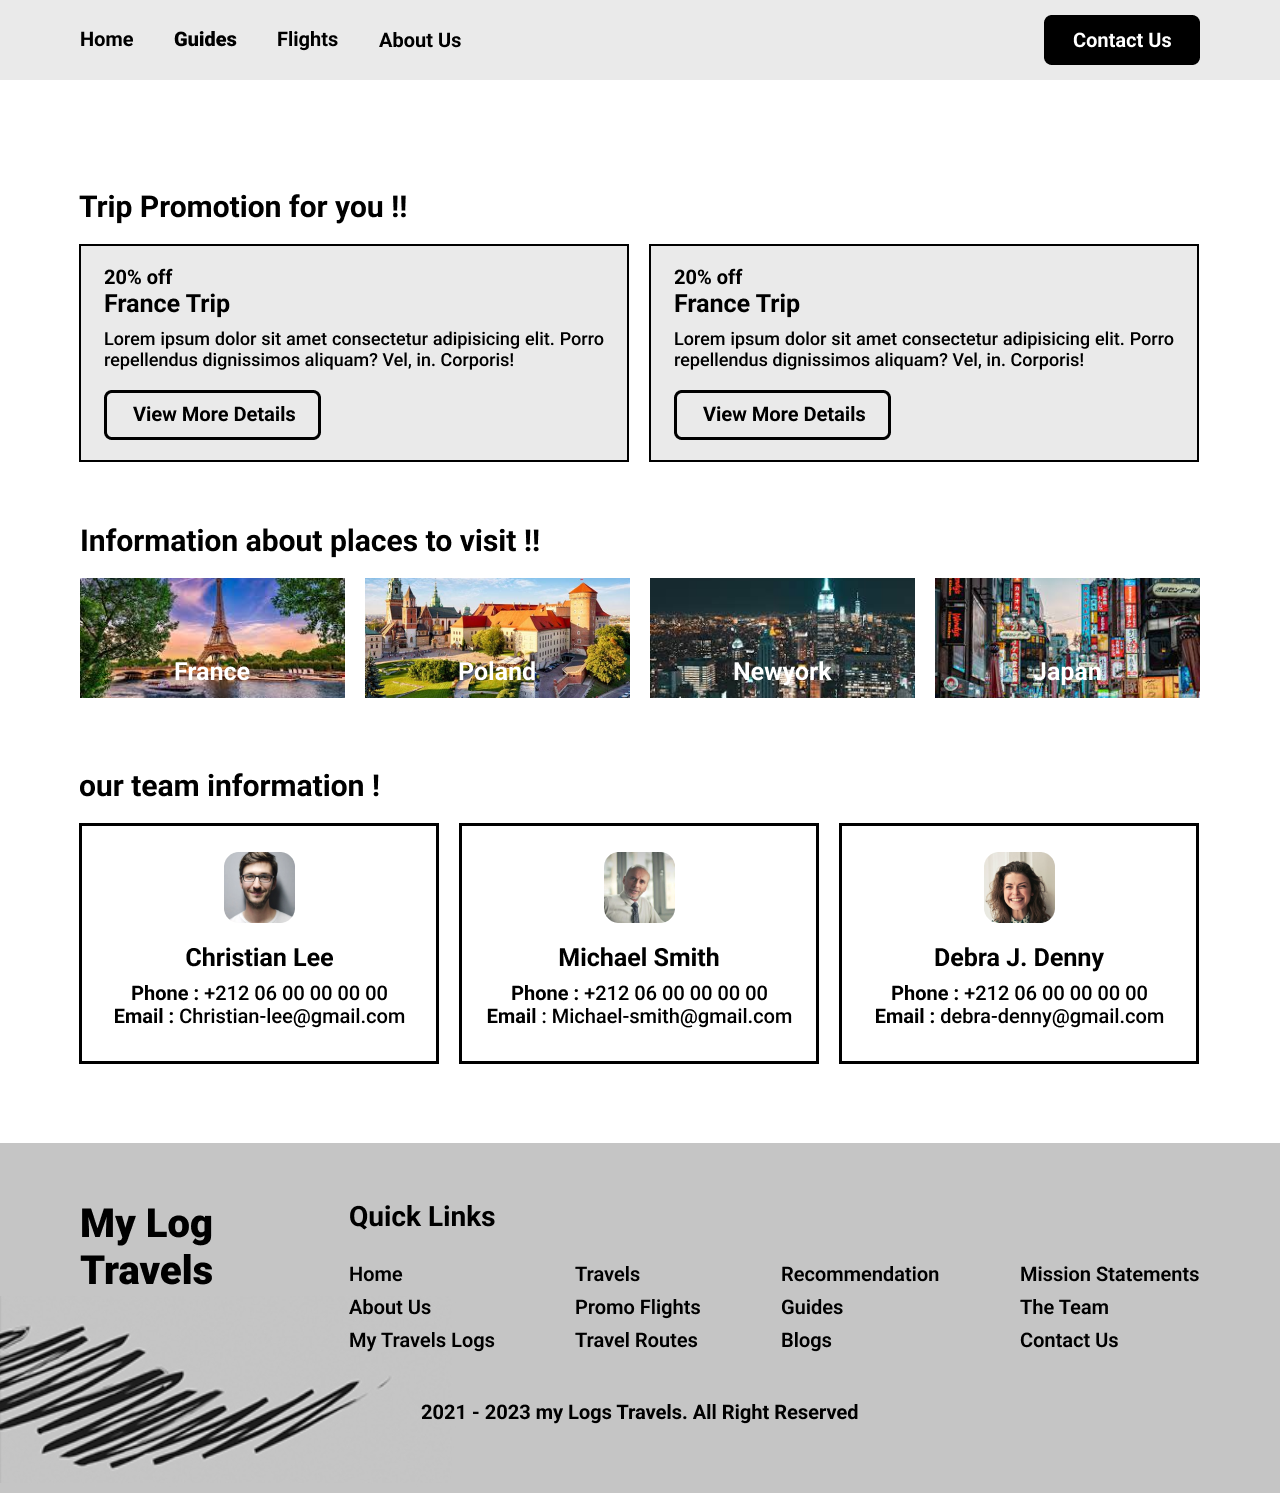 Home Guides Flights About Us Contact Us
Trip Promotion for you !!
20% off
France Trip
Lorem ipsum dolor sit amet consectetur adipisicing elit. Porro
repellendus dignissimos aliquam? Vel, in. Corporis!
View More Details
20% off
France Trip
Lorem ipsum dolor sit amet consectetur adipisicing elit. Porro
repellendus dignissimos aliquam? Vel, in. Corporis!
View More Details
Information about places to visit !!
France
Poland
Newyork
Japan
our team information !
Christian Lee
Phone : +212 06 00 00 00 00
Email : Christian-lee@gmail.com
Michael Smith
Phone : +212 06 00 00 00 00
Email : Michael-smith@gmail.com
Debra J. Denny
Phone : +212 06 00 00 00 00
Email : debra-denny@gmail.com
My Log
Travels
Quick Links
Home
About Us
My Travels Logs
Travels
Promo Flights
Travel Routes
Recommendation
Guides
Blogs
Mission Statements
The Team
Contact Us
2021 - 2023 my Logs Travels. All Right Reserved